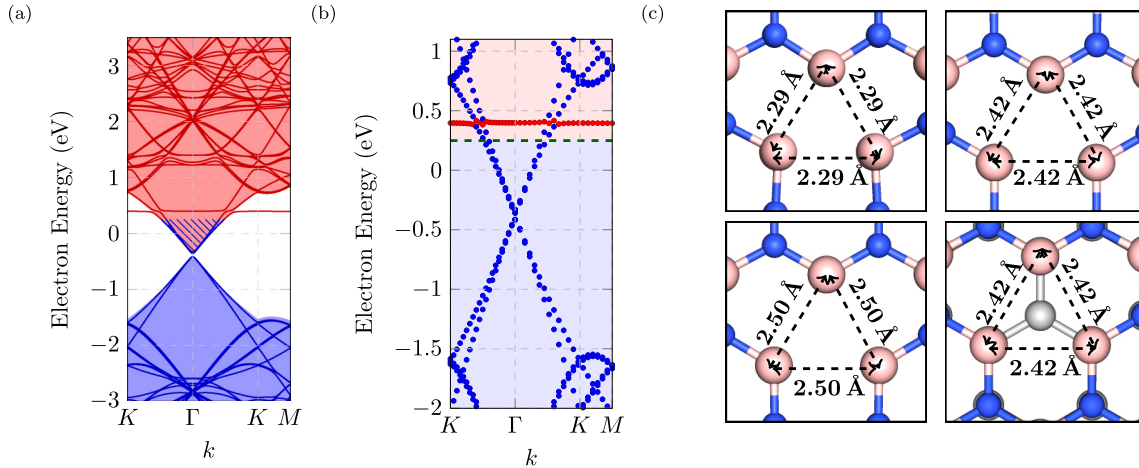 (a)
Electron Energy (eV)
3
2
1
0
−1
−2
−3
K Γ K M
k
(b)
Electron Energy (eV)
1
0.5
0
−0.5
−1
−1.5
−2
K Γ K M
k
(c)
2.29 Å 2.29 Å
2.29 Å
2.42 Å 2.42 Å
2.42 Å
2.50 Å 2.50 Å
2.50 Å
2.42 Å 2.42 Å
2.42 Å